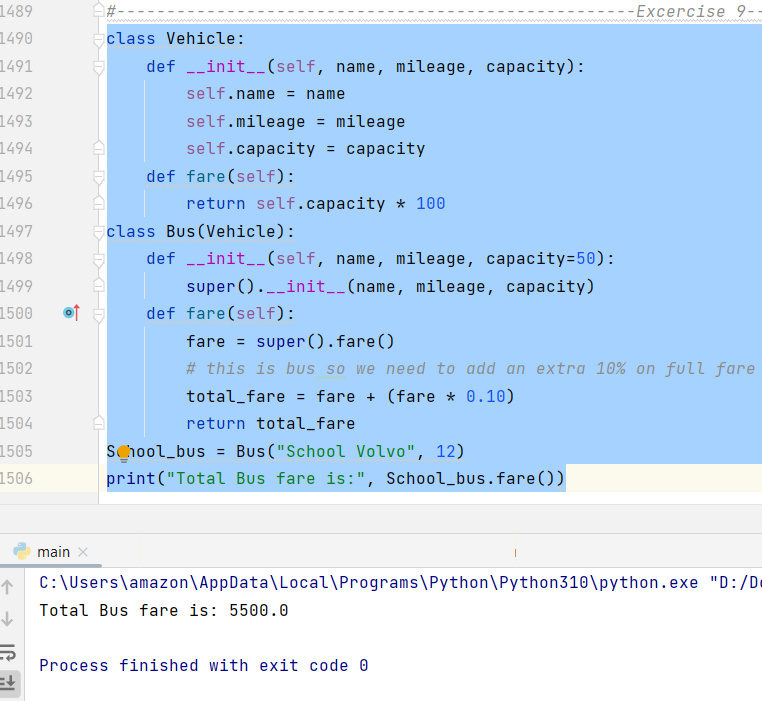 1489 #----------------------------------------------------Excercise 9--
1490 class Vehicle:
1491     def __init__(self, name, mileage, capacity):
1492         self.name = name
1493         self.mileage = mileage
1494         self.capacity = capacity
1495     def fare(self):
1496         return self.capacity * 100
1497 class Bus(Vehicle):
1498     def __init__(self, name, mileage, capacity=50):
1499         super().__init__(name, mileage, capacity)
1500     def fare(self):
1501         fare = super().fare()
1502         # this is bus so we need to add an extra 10% on full fare
1503         total_fare = fare + (fare * 0.10)
1504         return total_fare
1505 School_bus = Bus("School Volvo", 12)
1506 print("Total Bus fare is:", School_bus.fare())
main
C:\Users\amazon\AppData\Local\Programs\Python\Python310\python.exe "D:/Do
Total Bus fare is: 5500.0
Process finished with exit code 0